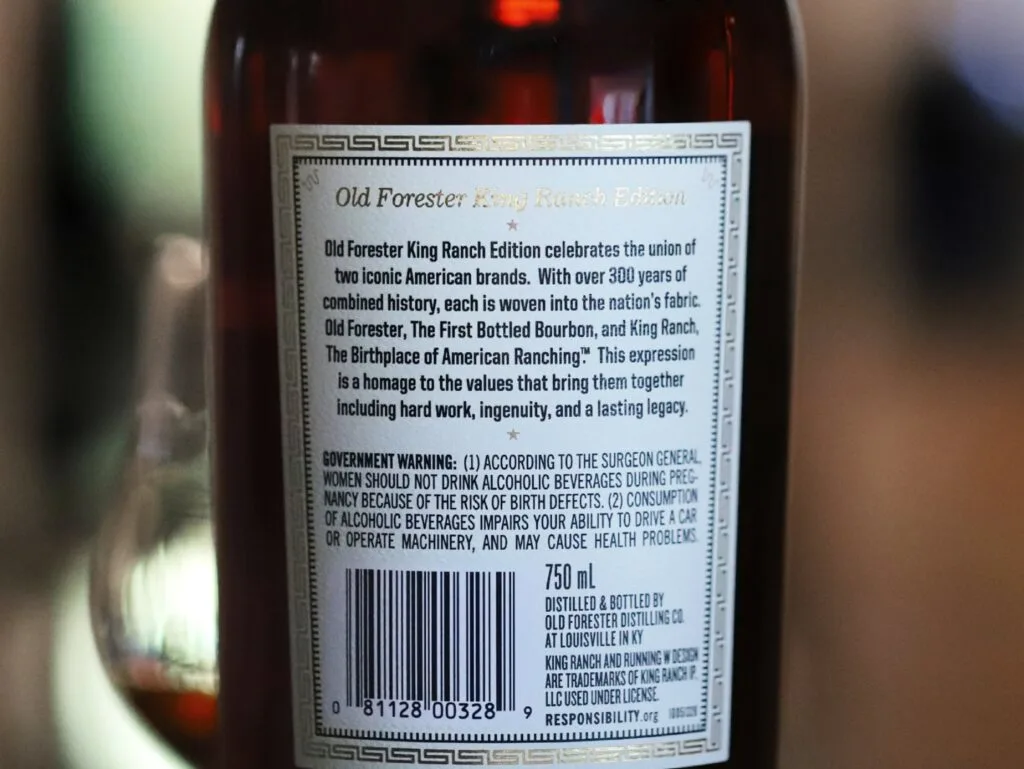 Old Forester King Ranch Edition
Old Forester King Ranch Edition celebrates the union of
two iconic American brands. With over 300 years of
combined history, each is woven into the nation's fabric.
Old Forester, The First Bottled Bourbon, and King Ranch,
The Birthplace of American Ranching.™ This expression
is a homage to the values that bring them together
including hard work, ingenuity, and a lasting legacy.
GOVERNMENT WARNING: (1) ACCORDING TO THE SURGEON GENERAL,
WOMEN SHOULD NOT DRINK ALCOHOLIC BEVERAGES DURING PREG-
NANCY BECAUSE OF THE RISK OF BIRTH DEFECTS. (2) CONSUMPTION
OF ALCOHOLIC BEVERAGES IMPAIRS YOUR ABILITY TO DRIVE A CAR
OR OPERATE MACHINERY, AND MAY CAUSE HEALTH PROBLEMS.
750 mL
DISTILLED & BOTTLED BY
OLD FORESTER DISTILLING CO.
AT LOUISVILLE IN KY
KING RANCH AND RUNNING W DESIGN
ARE TRADEMARKS OF KING RANCH IP,
LLC USED UNDER LICENSE.
RESPONSIBILITY.org
0 81128 00328 9